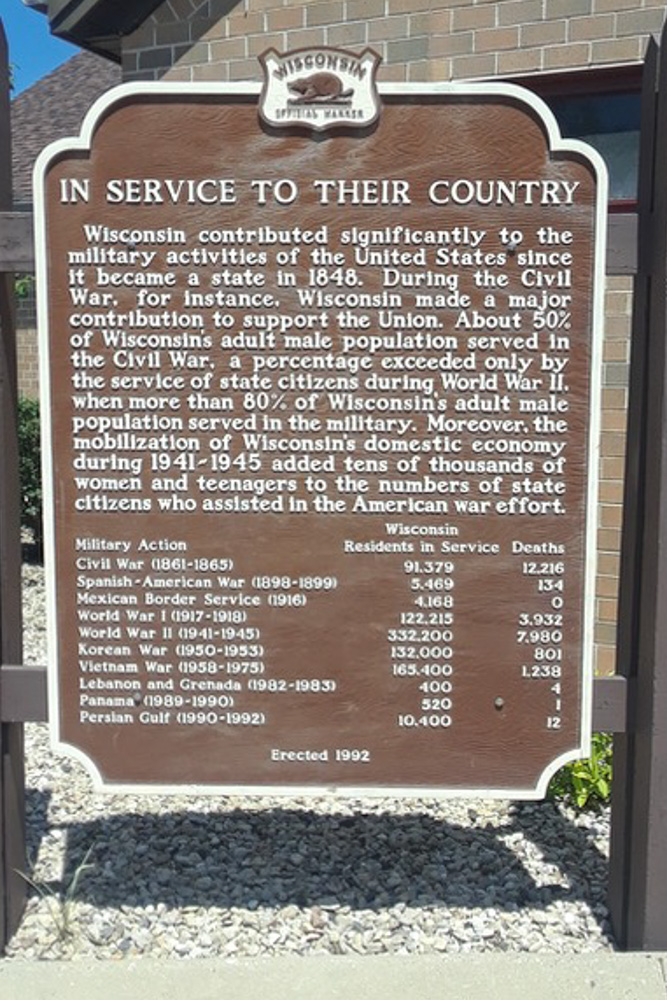 WISCONSIN
OFFICIAL MARKER
IN SERVICE TO THEIR COUNTRY
Wisconsin contributed significantly to the
military activities of the United States since
it became a state in 1848. During the Civil
War, for instance, Wisconsin made a major
contribution to support the Union. About 50%
of Wisconsin's adult male population served in
the Civil War, a percentage exceeded only by
the service of state citizens during World War II,
when more than 80% of Wisconsin's adult male
population served in the military. Moreover, the
mobilization of Wisconsin's domestic economy
during 1941-1945 added tens of thousands of
women and teenagers to the numbers of state
citizens who assisted in the American war effort.
Wisconsin
Military Action Residents in Service Deaths
Civil War (1861-1865) 91,379 12,216
Spanish-American War (1898-1899) 5,469 134
Mexican Border Service (1916) 4,168 0
World War I (1917-1918) 122,215 3,932
World War II (1941-1945) 332,200 7,980
Korean War (1950-1953) 132,000 801
Vietnam War (1958-1975) 165,400 1,238
Lebanon and Grenada (1982-1983) 400 4
Panama (1989-1990) 520 1
Persian Gulf (1990-1992) 10,400 12
Erected 1992